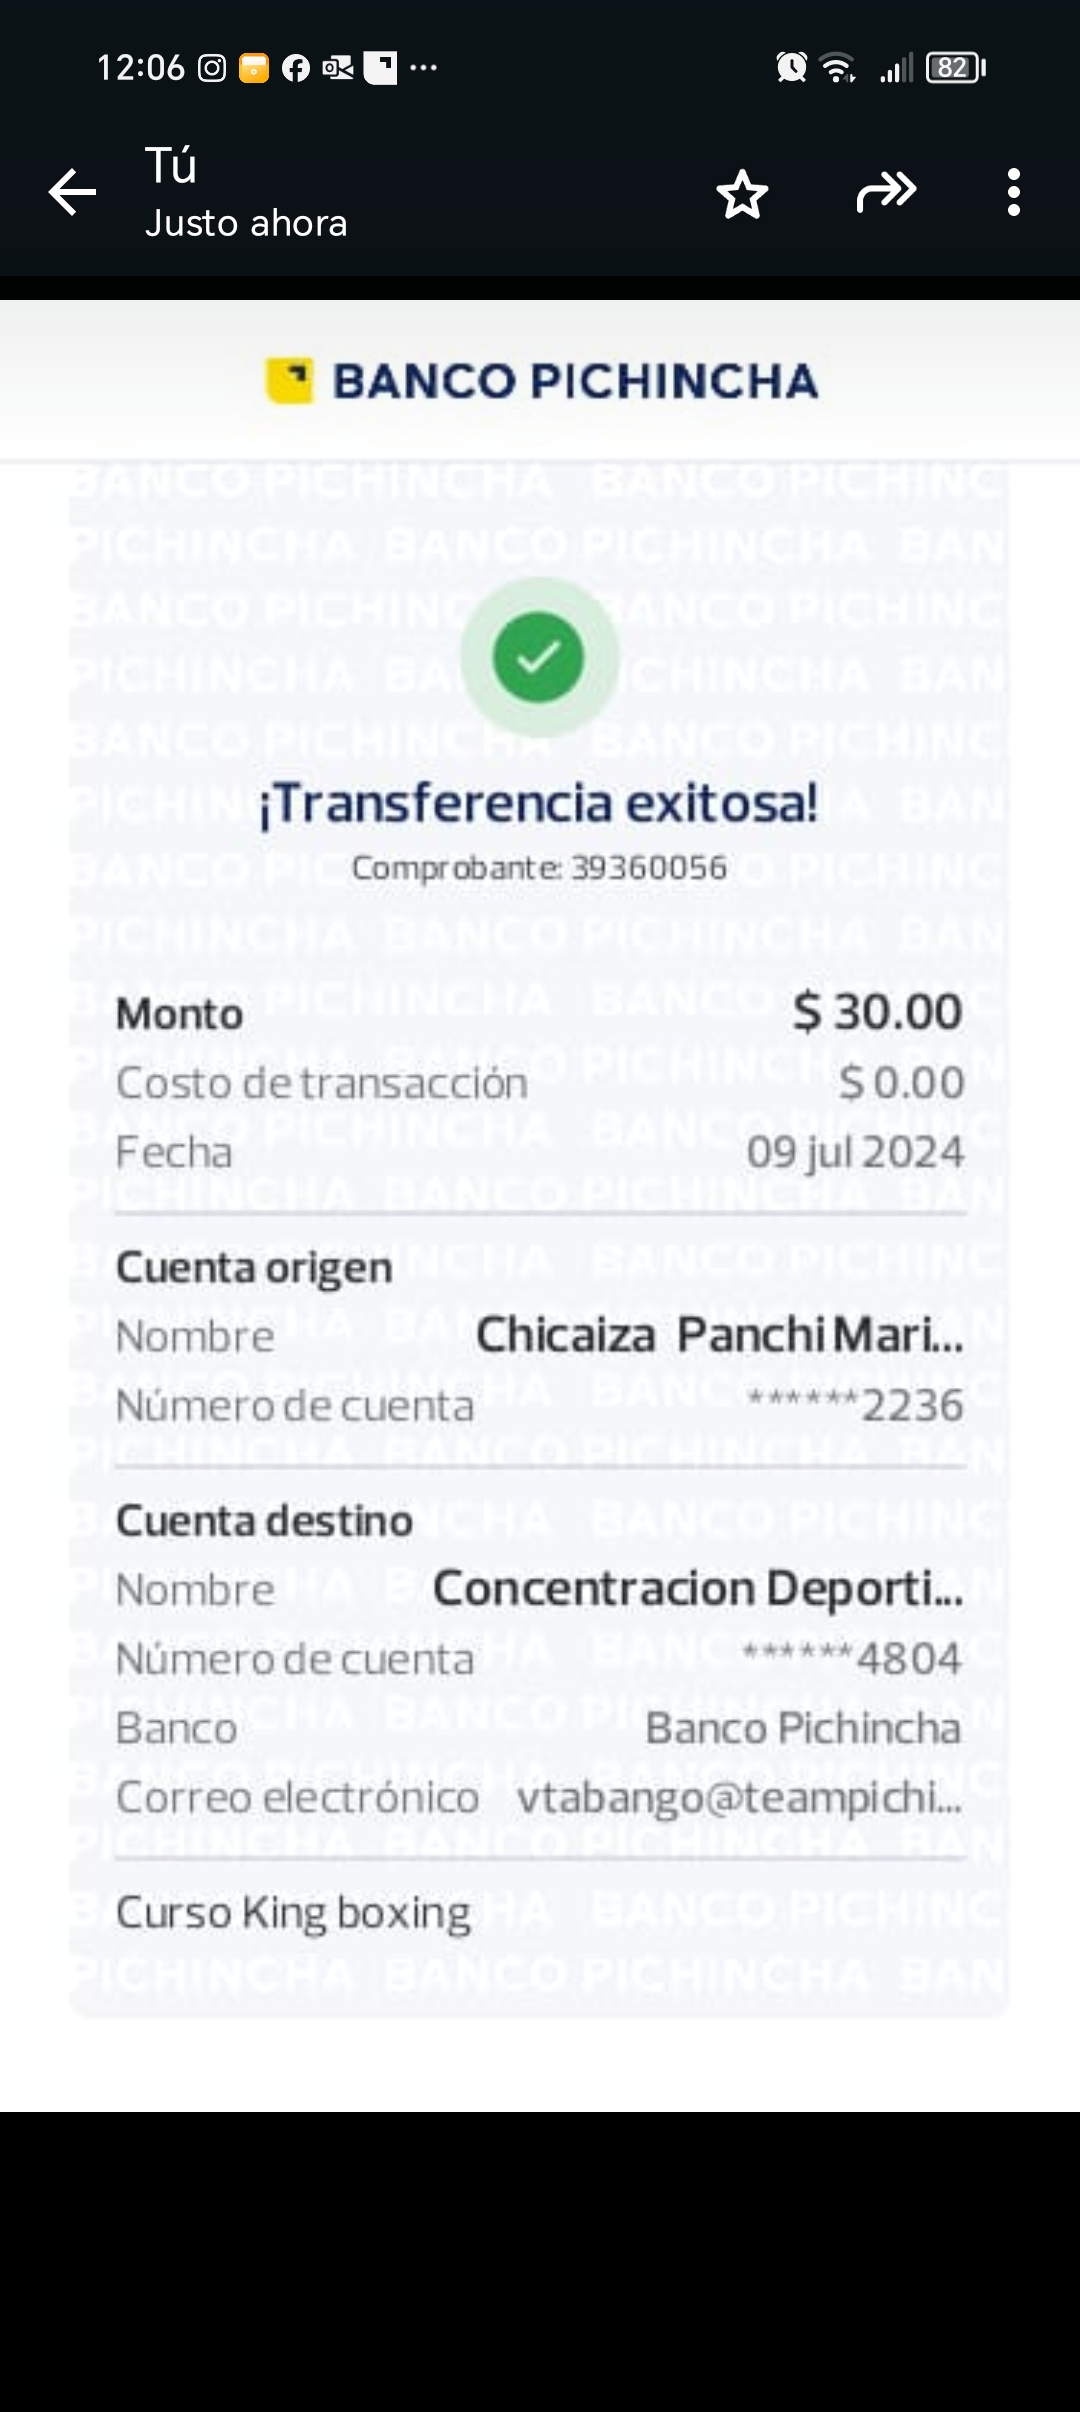 12:06 82
Tú
Justo ahora
BANCO PICHINCHA
¡Transferencia exitosa!
Comprobante: 39360056
Monto $ 30.00
Costo de transacción $ 0.00
Fecha 09 jul 2024
Cuenta origen
Nombre Chicaiza Panchi Mari...
Número de cuenta ******2236
Cuenta destino
Nombre Concentracion Deporti...
Número de cuenta ******4804
Banco Banco Pichincha
Correo electrónico vtabango@teampichi...
Curso King boxing